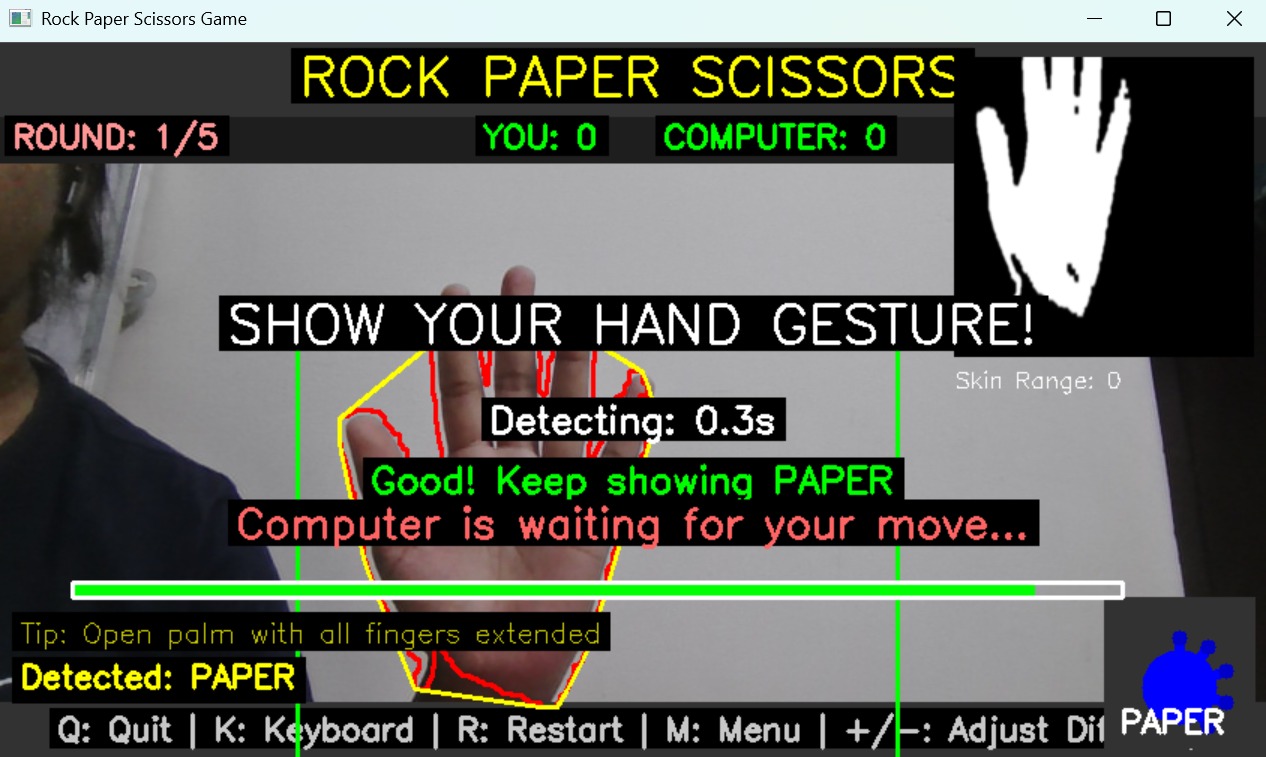 Rock Paper Scissors Game
ROCK PAPER SCISSORS
ROUND: 1/5
YOU: 0
COMPUTER: 0
SHOW YOUR HAND GESTURE!
Skin Range: 0
Detecting: 0.3s
Good! Keep showing PAPER
Computer is waiting for your move...
Tip: Open palm with all fingers extended
Detected: PAPER
Q: Quit | K: Keyboard | R: Restart | M: Menu | +/-: Adjust Dif
PAPER